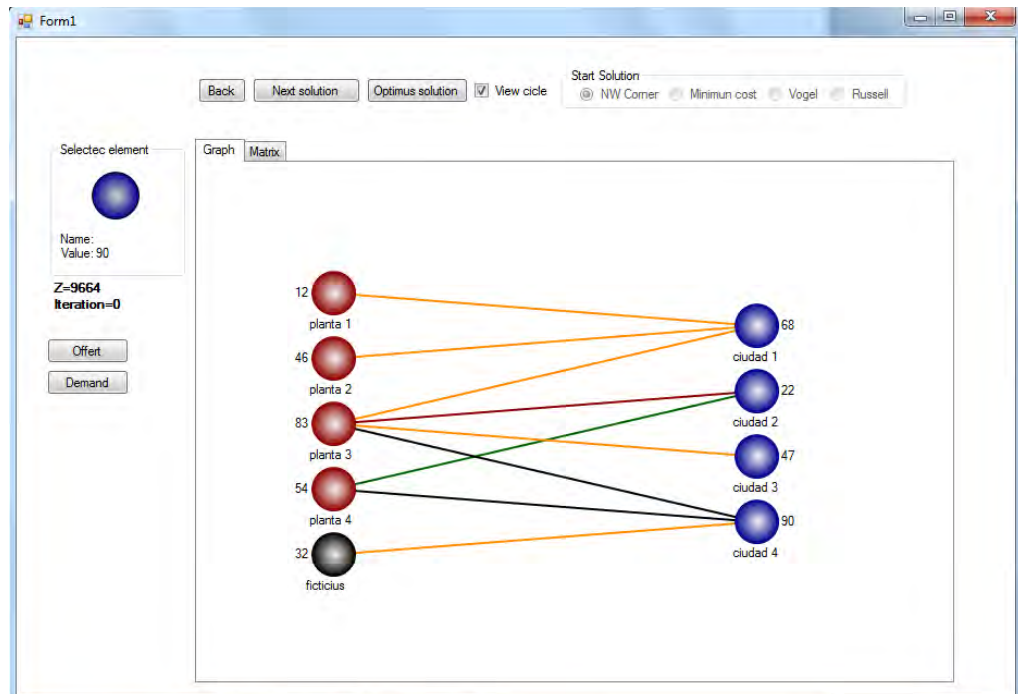 Form1
Back Next solution Optimus solution View cicle
Start Solution
NW Corner Minimun cost Vogel Russell
Selectec element
Name:
Value: 90
Z=9664
Iteration=0
Offert
Demand
Graph Matrix
12
planta 1
46
planta 2
83
planta 3
54
planta 4
32
ficticius
68
ciudad 1
22
ciudad 2
47
ciudad 3
90
ciudad 4